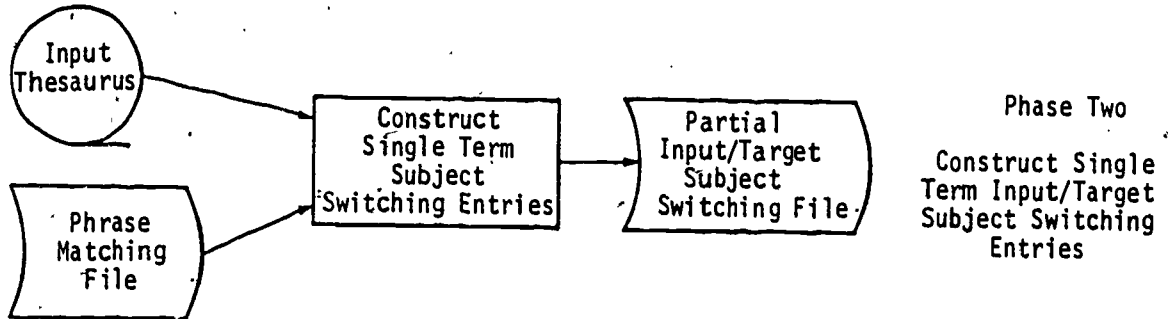 Input
Thesaurus
Phrase
Matching
File
Construct
Single Term
Subject
Switching Entries
Partial
Input/Target
Subject
Switching File
Phase Two
Construct Single
Term Input/Target
Subject Switching
Entries